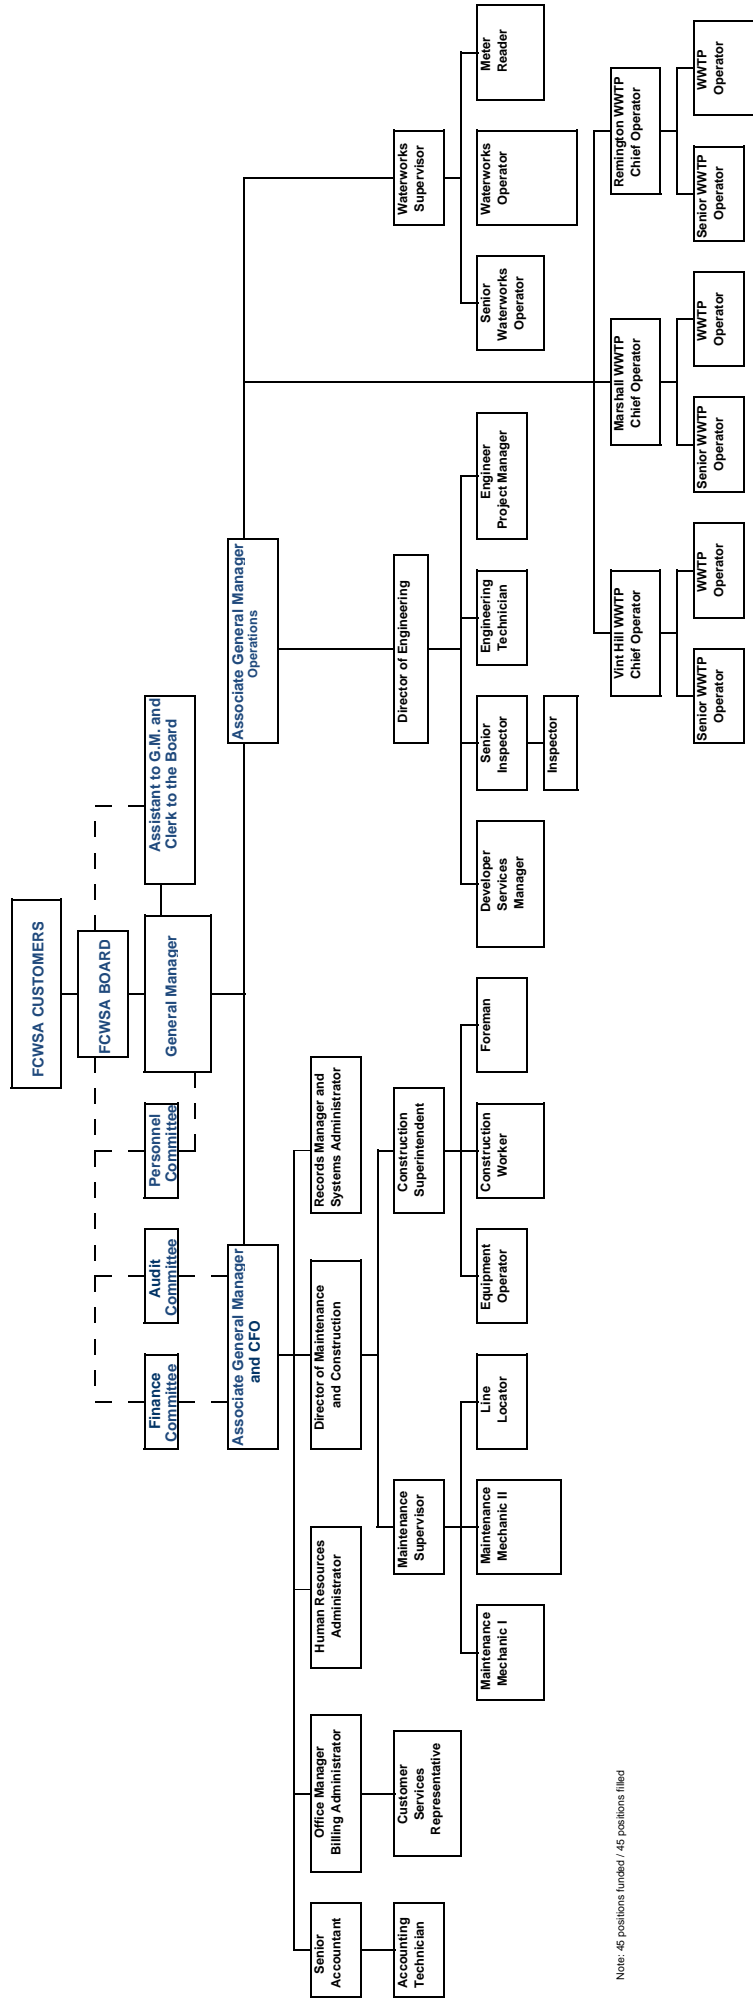 FCWSA CUSTOMERS
FCWSA BOARD
Finance
Committee
Audit
Committee
Personnel
Committee
General Manager
Assistant to G.M. and
Clerk to the Board
Associate General Manager
and CFO
Associate General Manager
Operations
Senior
Accountant
Office Manager
Billing Administrator
Human Resources
Administrator
Director of Maintenance
and Construction
Records Manager and
Systems Administrator
Accounting
Technician
Customer
Services
Representative
Maintenance
Supervisor
Construction
Superintendent
Director of Engineering
Waterworks
Supervisor
Maintenance
Mechanic I
Maintenance
Mechanic II
Line
Locator
Equipment
Operator
Construction
Worker
Foreman
Developer
Services
Manager
Senior
Inspector
Engineering
Technician
Engineer
Project Manager
Senior
Waterworks
Operator
Waterworks
Operator
Meter
Reader
Inspector
Vint Hill WWTP
Chief Operator
Marshall WWTP
Chief Operator
Remington WWTP
Chief Operator
Senior WWTP
Operator
WWTP
Operator
Senior WWTP
Operator
WWTP
Operator
Senior WWTP
Operator
WWTP
Operator
Note: 45 positions funded / 45 positions filled